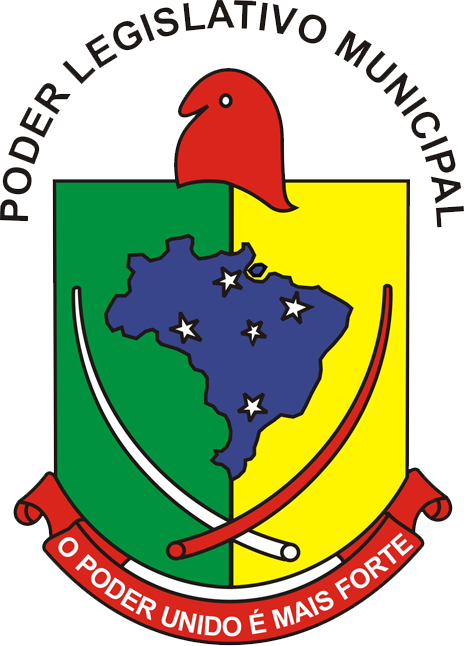 PODER LEGISLATIVO MUNICIPAL
O PODER UNIDO É MAIS FORTE